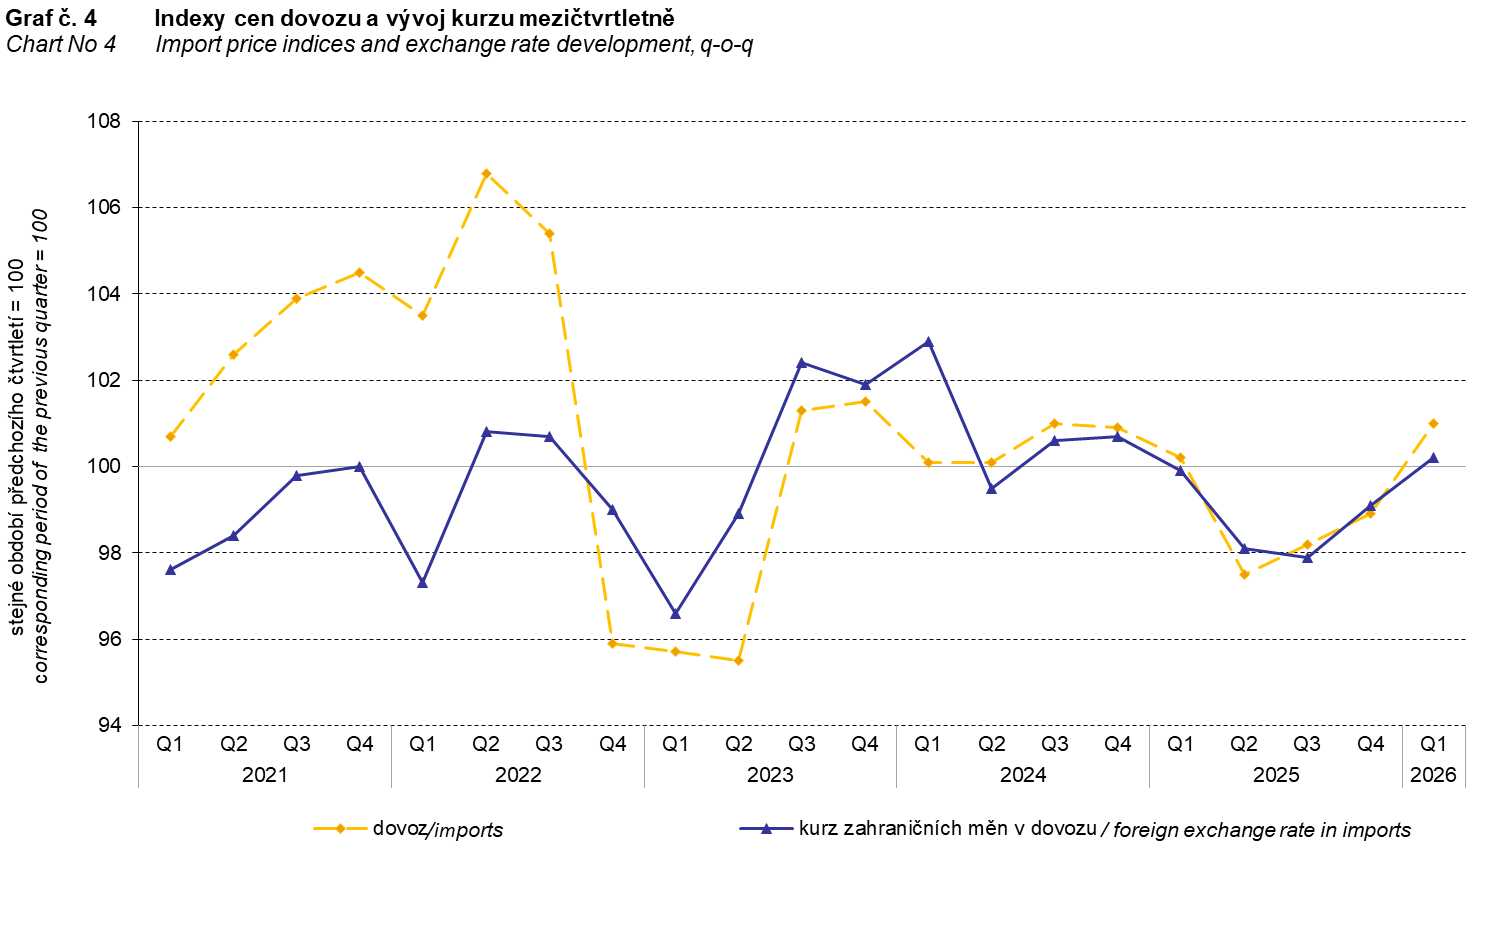 Graf č. 4 Indexy cen dovozu a vývoj kurzu mezičtvrtletně
Chart No 4 Import price indices and exchange rate development, q-o-q
stejné období předchozího čtvrtletí = 100
corresponding period of the previous quarter = 100
108
106
104
102
100
98
96
94
Q1 Q2 Q3 Q4 Q1 Q2 Q3 Q4 Q1 Q2 Q3 Q4 Q1 Q2 Q3 Q4 Q1 Q2 Q3 Q4 Q1
2021 2022 2023 2024 2025 2026
dovoz/imports kurz zahraničních měn v dovozu / foreign exchange rate in imports